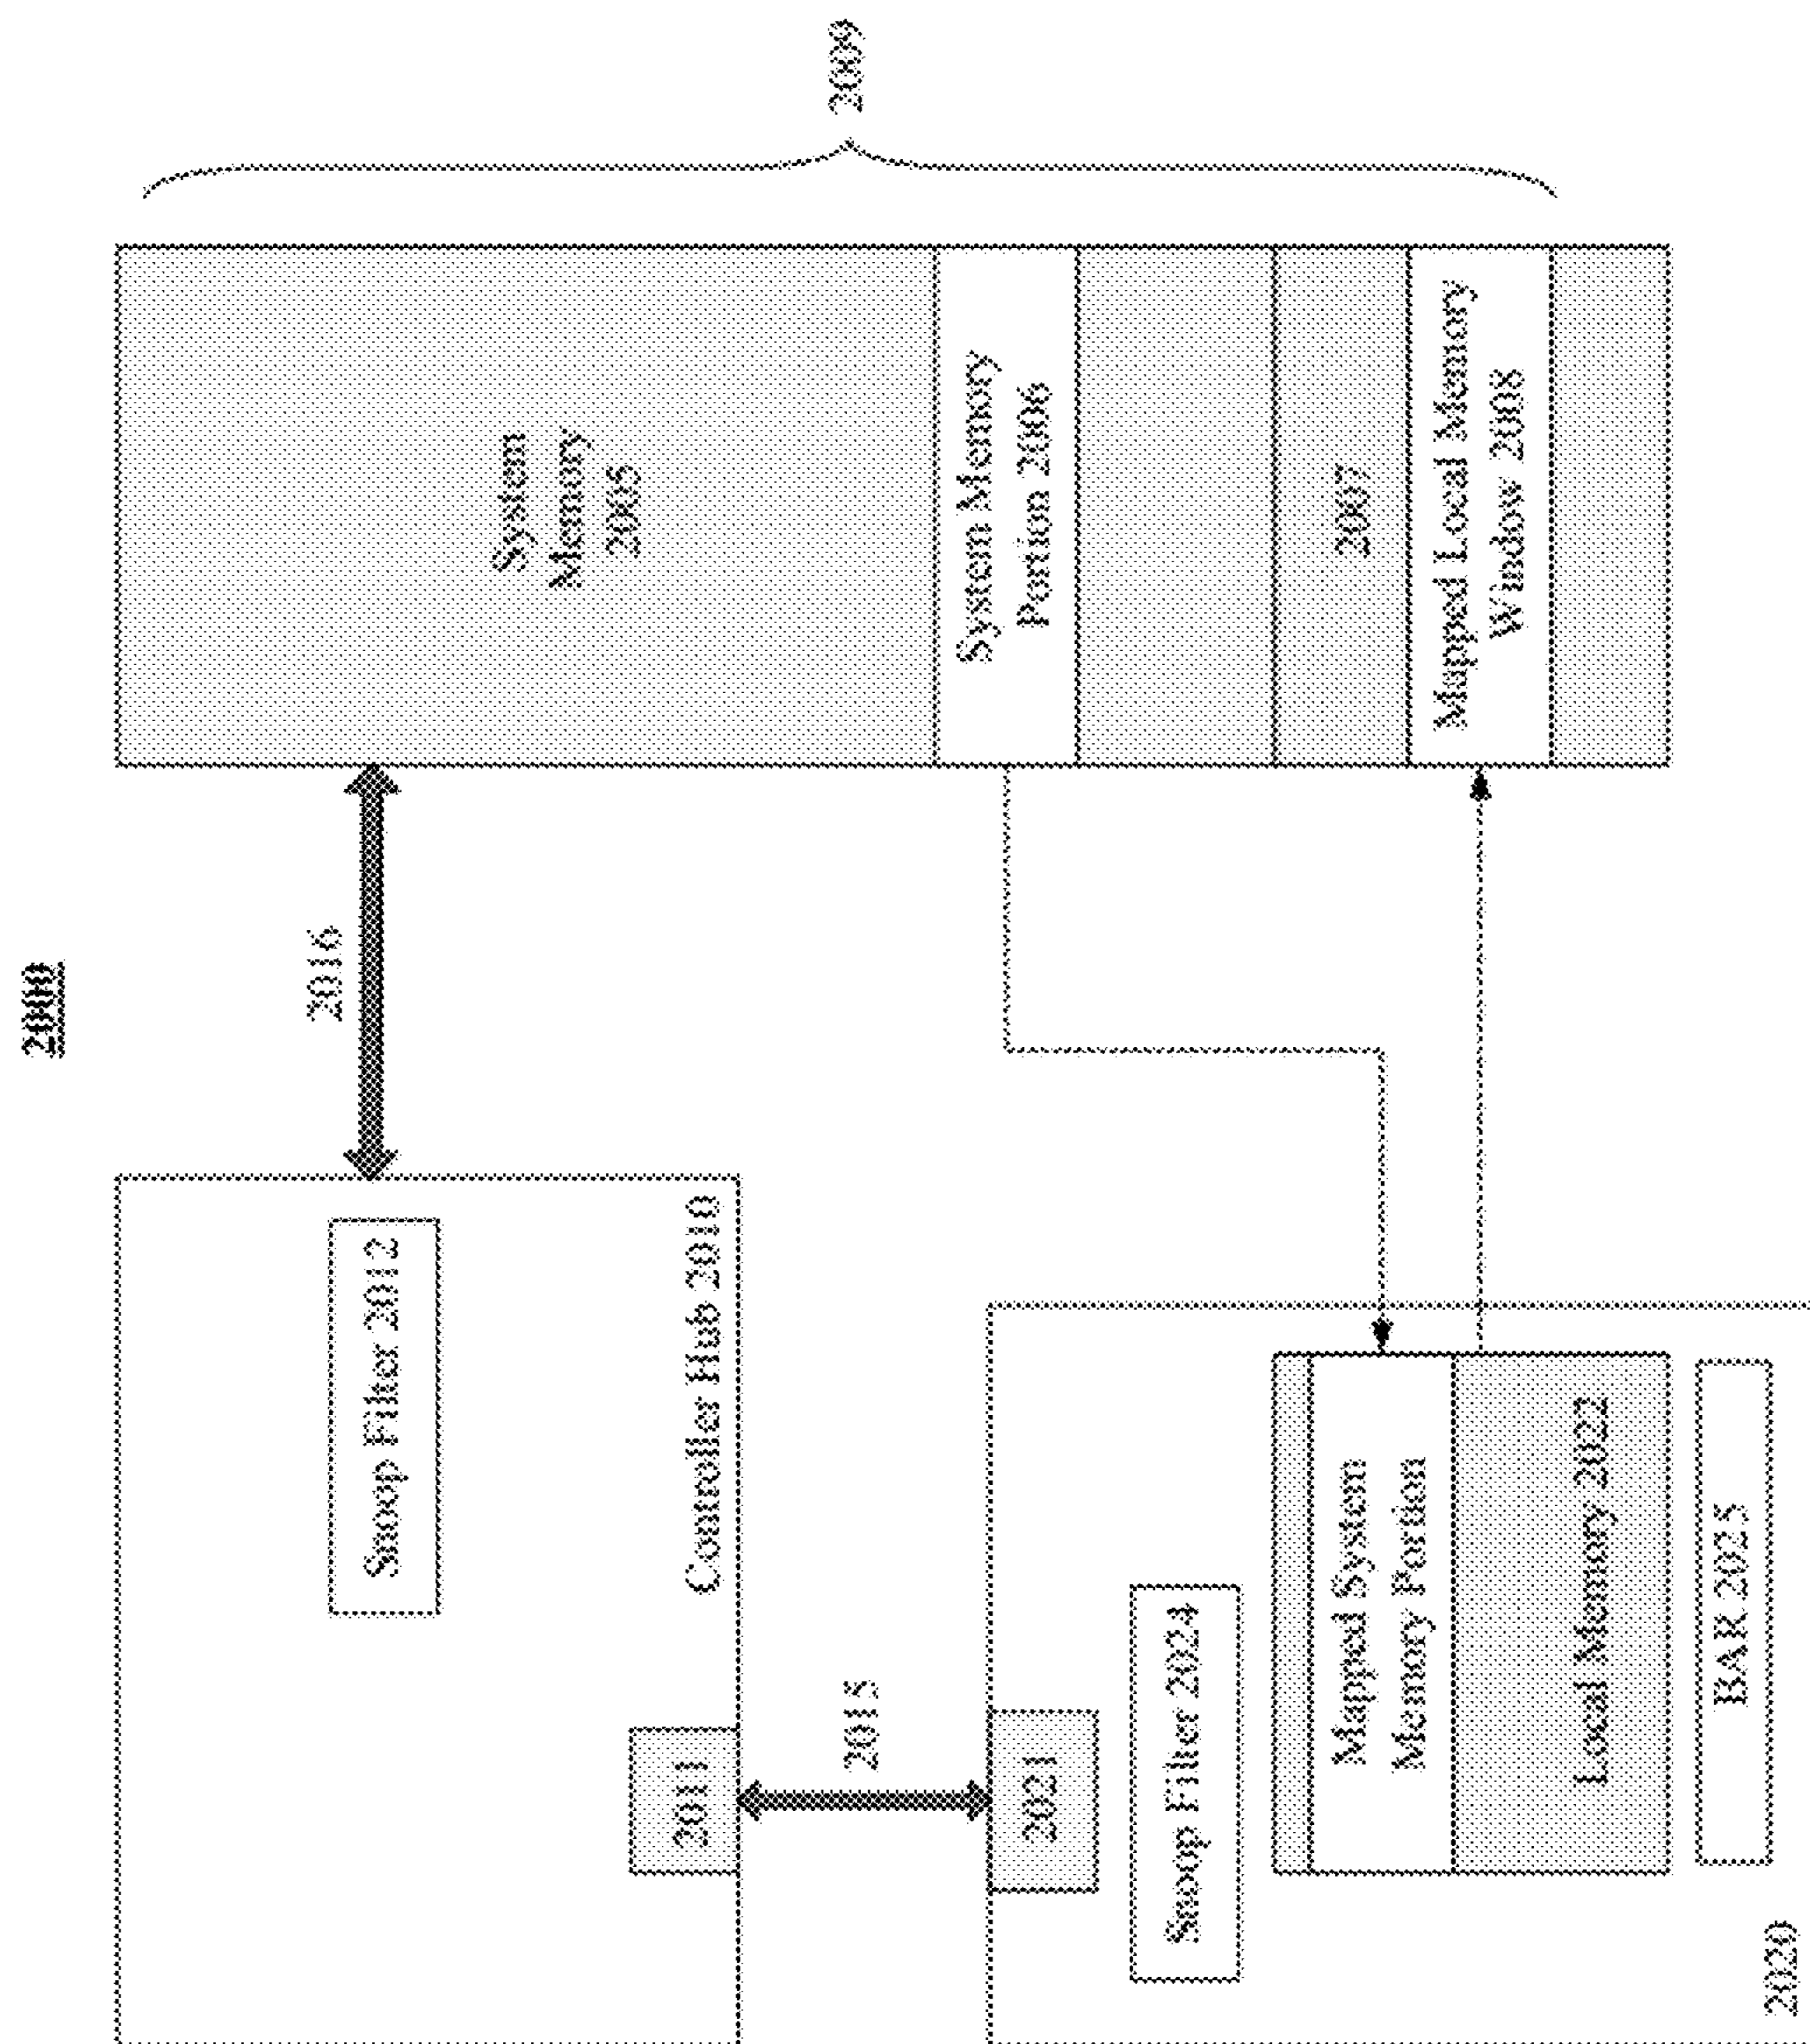 2000
2009
System
Memory
2005
System Memory
Portion 2006
2007
Mapped Local Memory
Window 2008
2016
Snoop Filter 2012
Controller Hub 2010
2011
2015
2021
Snoop Filter 2024
Mapped System
Memory Portion
Local Memory 2022
BAR 2025
2020